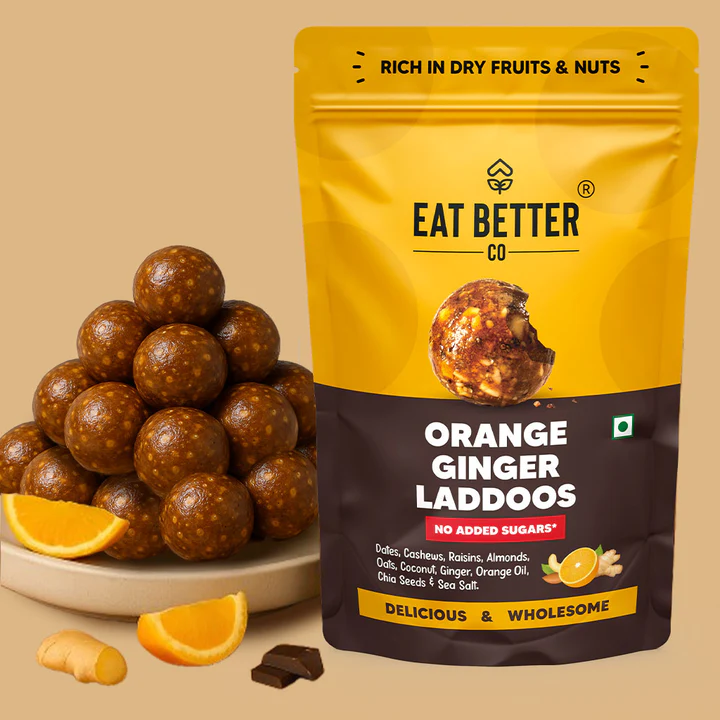 RICH IN DRY FRUITS & NUTS
®
EAT BETTER
CO
ORANGE
GINGER
LADDOOS
NO ADDED SUGARS*
Dates, Cashews, Raisins, Almonds,
Oats, Coconut, Ginger, Orange Oil,
Chia Seeds & Sea Salt.
DELICIOUS & WHOLESOME